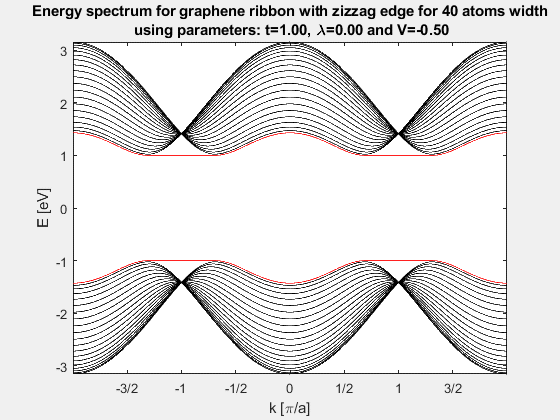 Energy spectrum for graphene ribbon with zizzag edge for 40 atoms width
using parameters: t=1.00, λ=0.00 and V=-0.50
3
2
1
0
-1
-2
-3
E [eV]
-3/2 -1 -1/2 0 1/2 1 3/2
k [π/a]